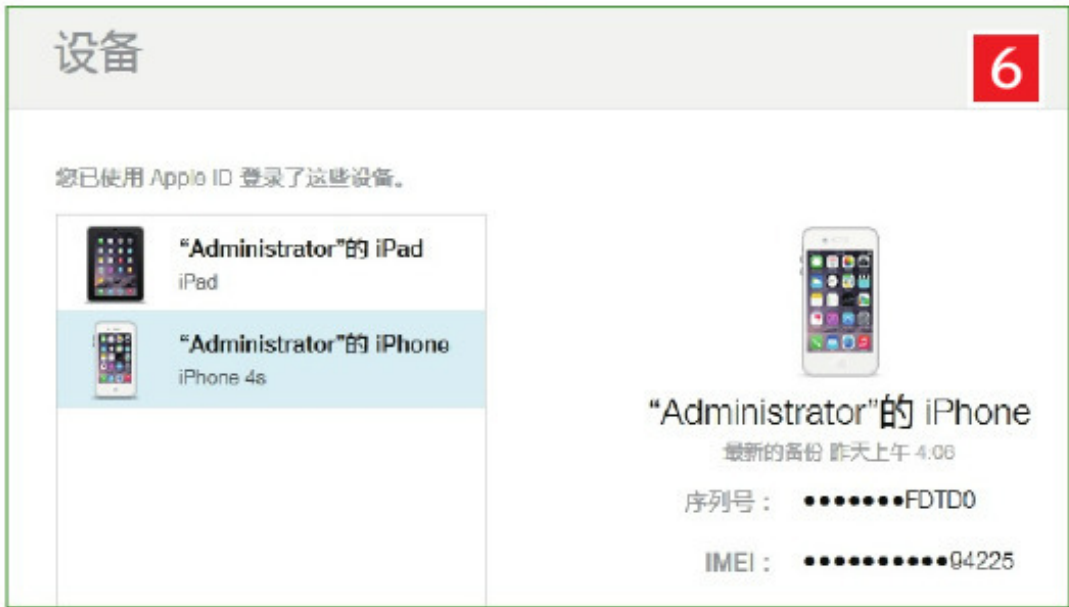 设备
6
您已使用 Apple ID 登录了这些设备。
“Administrator”的 iPad
iPad
“Administrator”的 iPhone
iPhone 4s
“Administrator”的 iPhone
最新的备份 昨天上午 4:06
序列号： ●●●●●●●FDTD0
IMEI： ●●●●●●●●●●94225